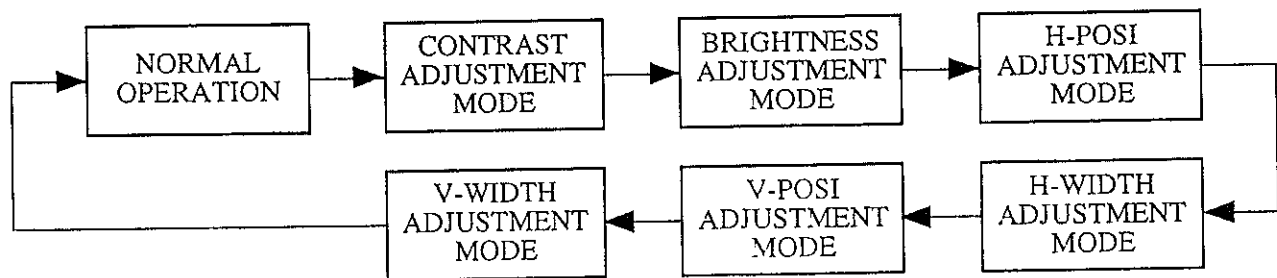 NORMAL
OPERATION
CONTRAST
ADJUSTMENT
MODE
BRIGHTNESS
ADJUSTMENT
MODE
H-POSI
ADJUSTMENT
MODE
H-WIDTH
ADJUSTMENT
MODE
V-POSI
ADJUSTMENT
MODE
V-WIDTH
ADJUSTMENT
MODE